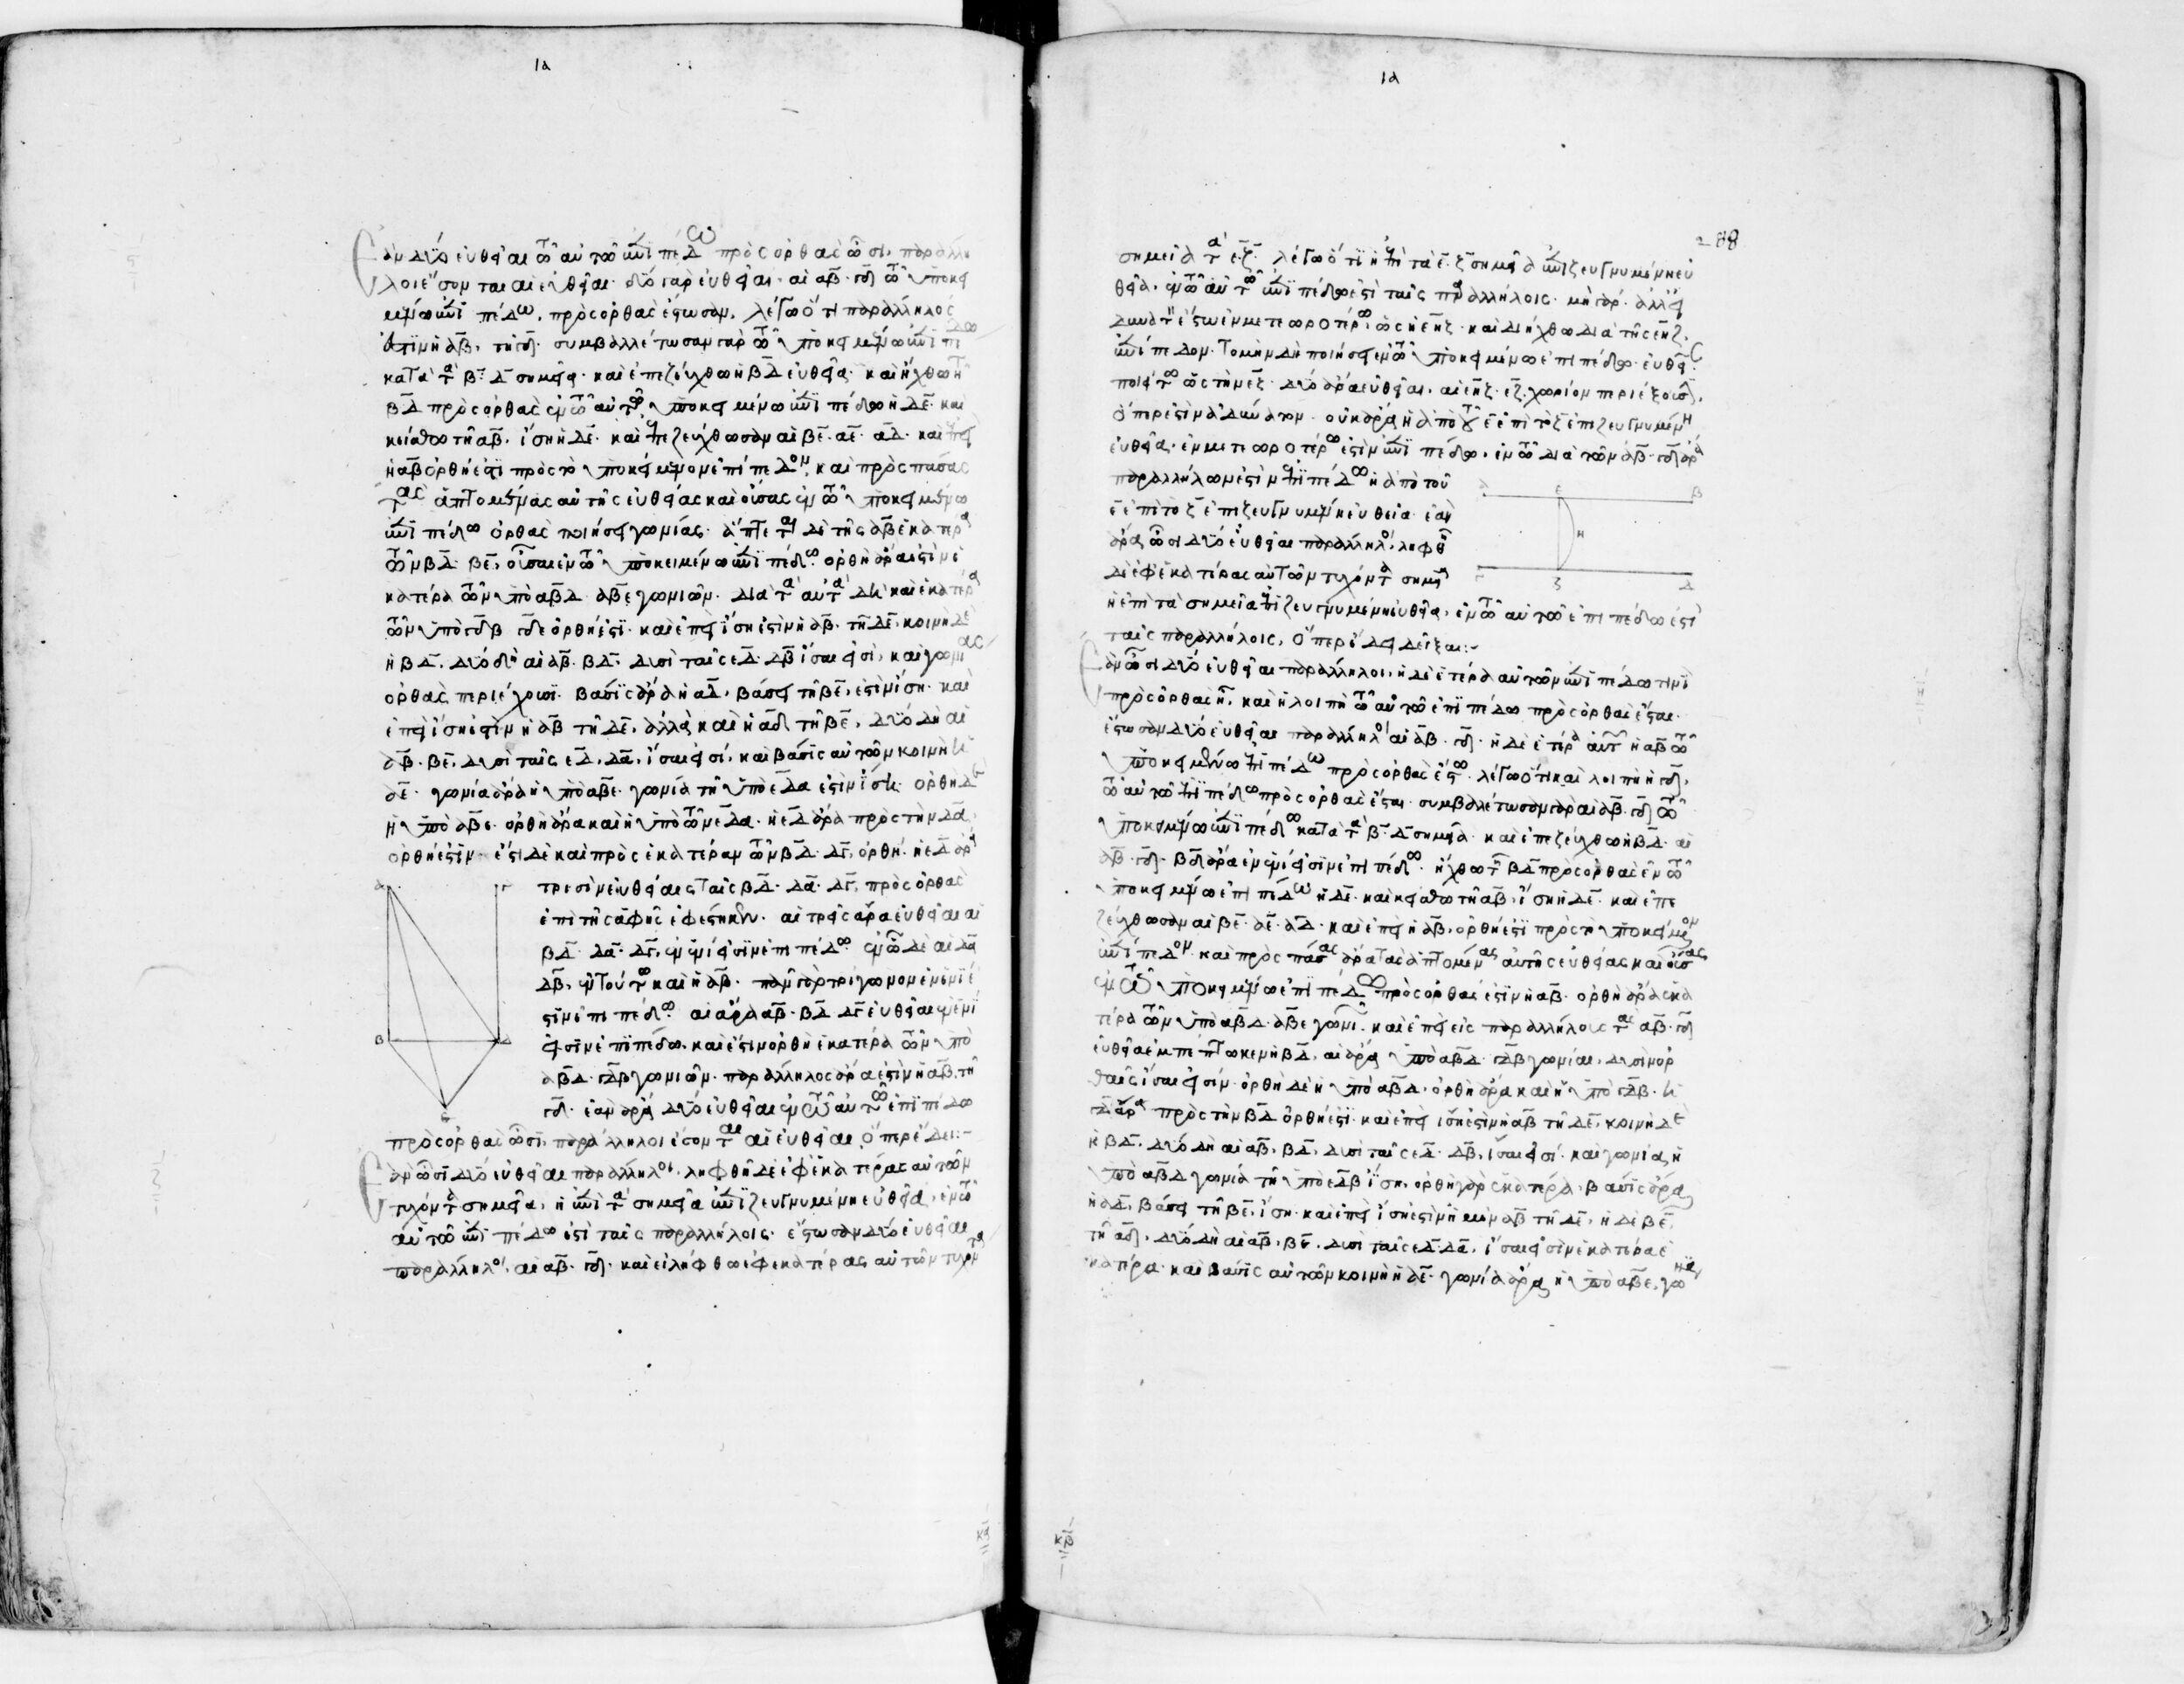 ια
Ἐὰν δύο εὐθεῖαι τῷ αὐτῷ ἐπιπέδῳ πρὸς ὀρθὰς ὦσι, παράλλη
λοι ἔσονται αἱ εὐθεῖαι. δύο γὰρ εὐθεῖαι αἱ αβ γδ τῷ ὑποκει
μένῳ ἐπιπέδῳ πρὸς ὀρθὰς ἔστωσαν. λέγω ὅτι παράλληλός
ἐστιν ἡ αβ τῇ γδ. συμβαλλέτωσαν γὰρ τῷ ὑποκειμένῳ ἐπιπέδῳ
κατὰ τὰ β δ σημεῖα. καὶ ἐπεζεύχθω ἡ βδ εὐθεῖα. καὶ ἤχθω τῇ
βδ πρὸς ὀρθὰς ἐν τῷ αὐτῷ ὑποκειμένῳ ἐπιπέδῳ ἡ δε. καὶ
κείσθω τῇ αβ ἴση ἡ δε. καὶ ἐπεζεύχθωσαν αἱ βε αε αδ. καὶ ἐπεὶ
ἡ αβ ὀρθή ἐστι πρὸς τὸ ὑποκείμενον ἐπίπεδον, καὶ πρὸς πάσας
τὰς ἁπτομένας αὐτῆς εὐθείας καὶ οὔσας ἐν τῷ ὑποκειμένῳ
ἐπιπέδῳ ὀρθὰς ποιήσει γωνίας. ἅπτεται δὲ τῆς αβ ἑκατέρα
τῶν βδ βε, οὖσα ἐν τῷ ὑποκειμένῳ ἐπιπέδῳ. ὀρθὴ ἄρα ἐστὶν ἑ
κατέρα τῶν ὑπὸ αβδ αβε γωνιῶν. διὰ τὰ αὐτὰ δὴ καὶ ἑκατέρα
τῶν ὑπὸ γδβ γδε ὀρθή ἐστι. καὶ ἐπεὶ ἴση ἐστὶν ἡ αβ τῇ δε, κοινὴ δὲ
ἡ βδ, δύο δὴ αἱ αβ βδ δυσὶ ταῖς εδ δβ ἴσαι εἰσὶ, καὶ γωνίας
ὀρθὰς περιέχουσι. βάσις ἄρα ἡ αδ βάσει τῇ βε ἐστὶν ἴση. καὶ
ἐπεὶ ἴση ἐστὶν ἡ αβ τῇ δε, ἀλλὰ καὶ ἡ αδ τῇ βε, δύο δὴ αἱ
αβ βε δυσὶ ταῖς εδ δα ἴσαι εἰσί, καὶ βάσις αὐτῶν κοινὴ ἡ
αε. γωνία ἄρα ἡ ὑπὸ αβε γωνίᾳ τῇ ὑπὸ εδα ἐστὶν ἴση. ὀρθὴ δὲ
ἡ ὑπὸ αβε. ὀρθὴ ἄρα καὶ ἡ ὑπὸ τῶν εδα. ἡ εδ ἄρα πρὸς τὴν δα
ὀρθή ἐστιν. ἔστι δὲ καὶ πρὸς ἑκατέραν τῶν βδ δγ ὀρθή. ἡ εδ ἄρα
τρισὶν εὐθείαις ταῖς βδ δα δγ πρὸς ὀρθὰς
ἐπὶ τῆς ἁφῆς ἐφέστηκεν. αἱ τρεῖς ἄρα εὐθεῖαι αἱ
βδ δα δγ ἐν ἑνί εἰσιν ἐπιπέδῳ. ἐν ᾧ δὲ αἱ δα
δβ, ἐν τούτῳ καὶ ἡ αβ. πᾶν γὰρ τρίγωνον ἐν ἑνί ἐ
στιν ἐπιπέδῳ. αἱ ἄρα αβ βδ δγ εὐθεῖαι ἐν ἑνί
εἰσιν ἐπιπέδῳ. καὶ ἔστιν ὀρθὴ ἑκατέρα τῶν ὑπὸ
αβδ γδβ γωνιῶν. παράλληλος ἄρα ἐστὶν ἡ αβ τῇ
γδ. ἐὰν ἄρα δύο εὐθεῖαι ἐν τῷ αὐτῷ ἐπιπέδῳ
πρὸς ὀρθὰς ὦσι, παράλληλοι ἔσονται αἱ εὐθεῖαι. ὅπερ ἔδει:~
Ἐὰν ὦσι δύο εὐθεῖαι παράλληλοι, ληφθῇ δὲ ἐφ' ἑκατέρας αὐτῶν
τυχόντα σημεῖα, ἡ ἐπὶ τὰ σημεῖα ἐπιζευγνυμένη εὐθεῖα ἐν τῷ
αὐτῷ ἐπιπέδῳ ἐστὶ ταῖς παραλλήλοις. ἔστωσαν δύο εὐθεῖαι
παράλληλοι αἱ αβ γδ. καὶ εἰλήφθω ἐφ' ἑκατέρας αὐτῶν τυχόντα
Α Γ
Β Δ
Ε
κα
ια
288
σημεῖα τὰ ε ζ. λέγω ὅτι ἡ ἐπὶ τὰ ε ζ σημεῖα ἐπιζευγνυμένη εὐ
θεῖα ἐν τῷ αὐτῷ ἐπιπέδῳ ἐστὶ ταῖς παραλλήλοις. μὴ γάρ. ἀλλ' εἰ
δυνατὸν ἔστω ἐν μετεωροτέρῳ ὡς ἡ εηζ. καὶ διήχθω διὰ τῆς εηζ
ἐπίπεδον. τομὴν δὴ ποιήσει ἐν τῷ ὑποκειμένῳ ἐπιπέδῳ εὐθεῖαν.
ποιείτω ὡς τὴν εζ. δύο ἄρα εὐθεῖαι αἱ εηζ εζ χωρίον περιέξουσιν.
ὅπερ ἐστὶν ἀδύνατον. οὐκ ἄρα ἡ ἀπὸ τοῦ ε ἐπὶ τὸ ζ ἐπιζευγνυμένη
εὐθεῖα ἐν μετεωροτέρῳ ἐστὶν ἐπιπέδῳ. ἐν τῷ διὰ τῶν αβ γδ ἄρα
παραλλήλων ἐστὶν ἐπιπέδῳ ἡ ἀπὸ τοῦ
ε ἐπὶ τὸ ζ ἐπιζευγνυμένη εὐθεῖα. ἐὰν
ἄρα ὦσι δύο εὐθεῖαι παράλληλοι, ληφθῇ
δὲ ἐφ' ἑκατέρας αὐτῶν τυχόντα σημεῖα
ἡ ἐπὶ τὰ σημεῖα ἐπιζευγνυμένη εὐθεῖα ἐν τῷ αὐτῷ ἐπιπέδῳ ἐστὶ
ταῖς παραλλήλοις, ὅπερ ἔδει δεῖξαι:~
Α Ε Β
Η
Γ Ζ Δ
Ἐὰν ὦσι δύο εὐθεῖαι παράλληλοι, ἡ δὲ ἑτέρα αὐτῶν ἐπιπέδῳ τινὶ
πρὸς ὀρθὰς ᾖ, καὶ ἡ λοιπὴ τῷ αὐτῷ ἐπιπέδῳ πρὸς ὀρθὰς ἔσται.
ἔστωσαν δύο εὐθεῖαι παράλληλοι αἱ αβ γδ. ἡ δὲ ἑτέρα αὐτῶν ἡ αβ τῷ
ὑποκειμένῳ ἐπιπέδῳ πρὸς ὀρθὰς ἔστω. λέγω ὅτι καὶ λοιπὴ ἡ γδ
τῷ αὐτῷ ἐπιπέδῳ πρὸς ὀρθὰς ἔσται. συμβαλέτωσαν γὰρ αἱ αβ γδ τῷ
ὑποκειμένῳ ἐπιπέδῳ κατὰ τὰ β δ σημεῖα. καὶ ἐπεζεύχθω ἡ βδ. αἱ
αβ γδ βδ ἄρα ἐν ἑνί εἰσιν ἐπιπέδῳ. ἤχθω τῇ βδ πρὸς ὀρθὰς ἐν τῷ
ὑποκειμένῳ ἐπιπέδῳ ἡ δε. καὶ κείσθω τῇ αβ ἴση ἡ δε. καὶ ἐπε
ζεύχθωσαν αἱ βε αε αδ. καὶ ἐπεὶ ἡ αβ ὀρθή ἐστι πρὸς τὸ ὑποκείμενον
ἐπίπεδον καὶ πρὸς πάσας ἄρα τὰς ἁπτομένας αὐτῆς εὐθείας καὶ οὔσας
ἐν τῷ ὑποκειμένῳ ἐπιπέδῳ πρὸς ὀρθάς ἐστιν ἡ αβ. ὀρθὴ ἄρα ἑκα
τέρα τῶν ὑπὸ αβδ αβε γωνιῶν. καὶ ἐπεὶ εἰς παραλλήλους τὰς αβ γδ
εὐθεῖα ἐμπέπτωκεν ἡ βδ, αἱ ἄρα ὑπὸ αβδ γδβ γωνίαι δυσὶν ὀρ
θαῖς ἴσαι εἰσίν. ὀρθὴ δὲ ἡ ὑπὸ αβδ. ὀρθὴ ἄρα καὶ ἡ ὑπὸ γδβ. ἡ
γδ ἄρα πρὸς τὴν βδ ὀρθή ἐστι. καὶ ἐπεὶ ἴση ἐστὶν ἡ αβ τῇ δε, κοινὴ δὲ
ἡ βδ, δύο δὴ αἱ αβ βδ δυσὶ ταῖς εδ δβ ἴσαι εἰσί. καὶ γωνία ἡ
ὑπὸ αβδ γωνίᾳ τῇ ὑπὸ εδβ ἴση. ὀρθὴ γὰρ ἑκατέρα. βάσις ἄρα
ἡ αδ βάσει τῇ βε ἴση. καὶ ἐπεὶ ἴση ἐστὶν ἡ μὲν αβ τῇ δε, ἡ δὲ βε
τῇ αδ, δύο δὴ αἱ αβ βε δυσὶ ταῖς εδ δα ἴσαι εἰσὶν ἑκατέρα ἑ
κατέρᾳ. καὶ βάσις αὐτῶν κοινὴ ἡ αε. γωνία ἄρα ἡ ὑπὸ αβε γωνίᾳ
κβ